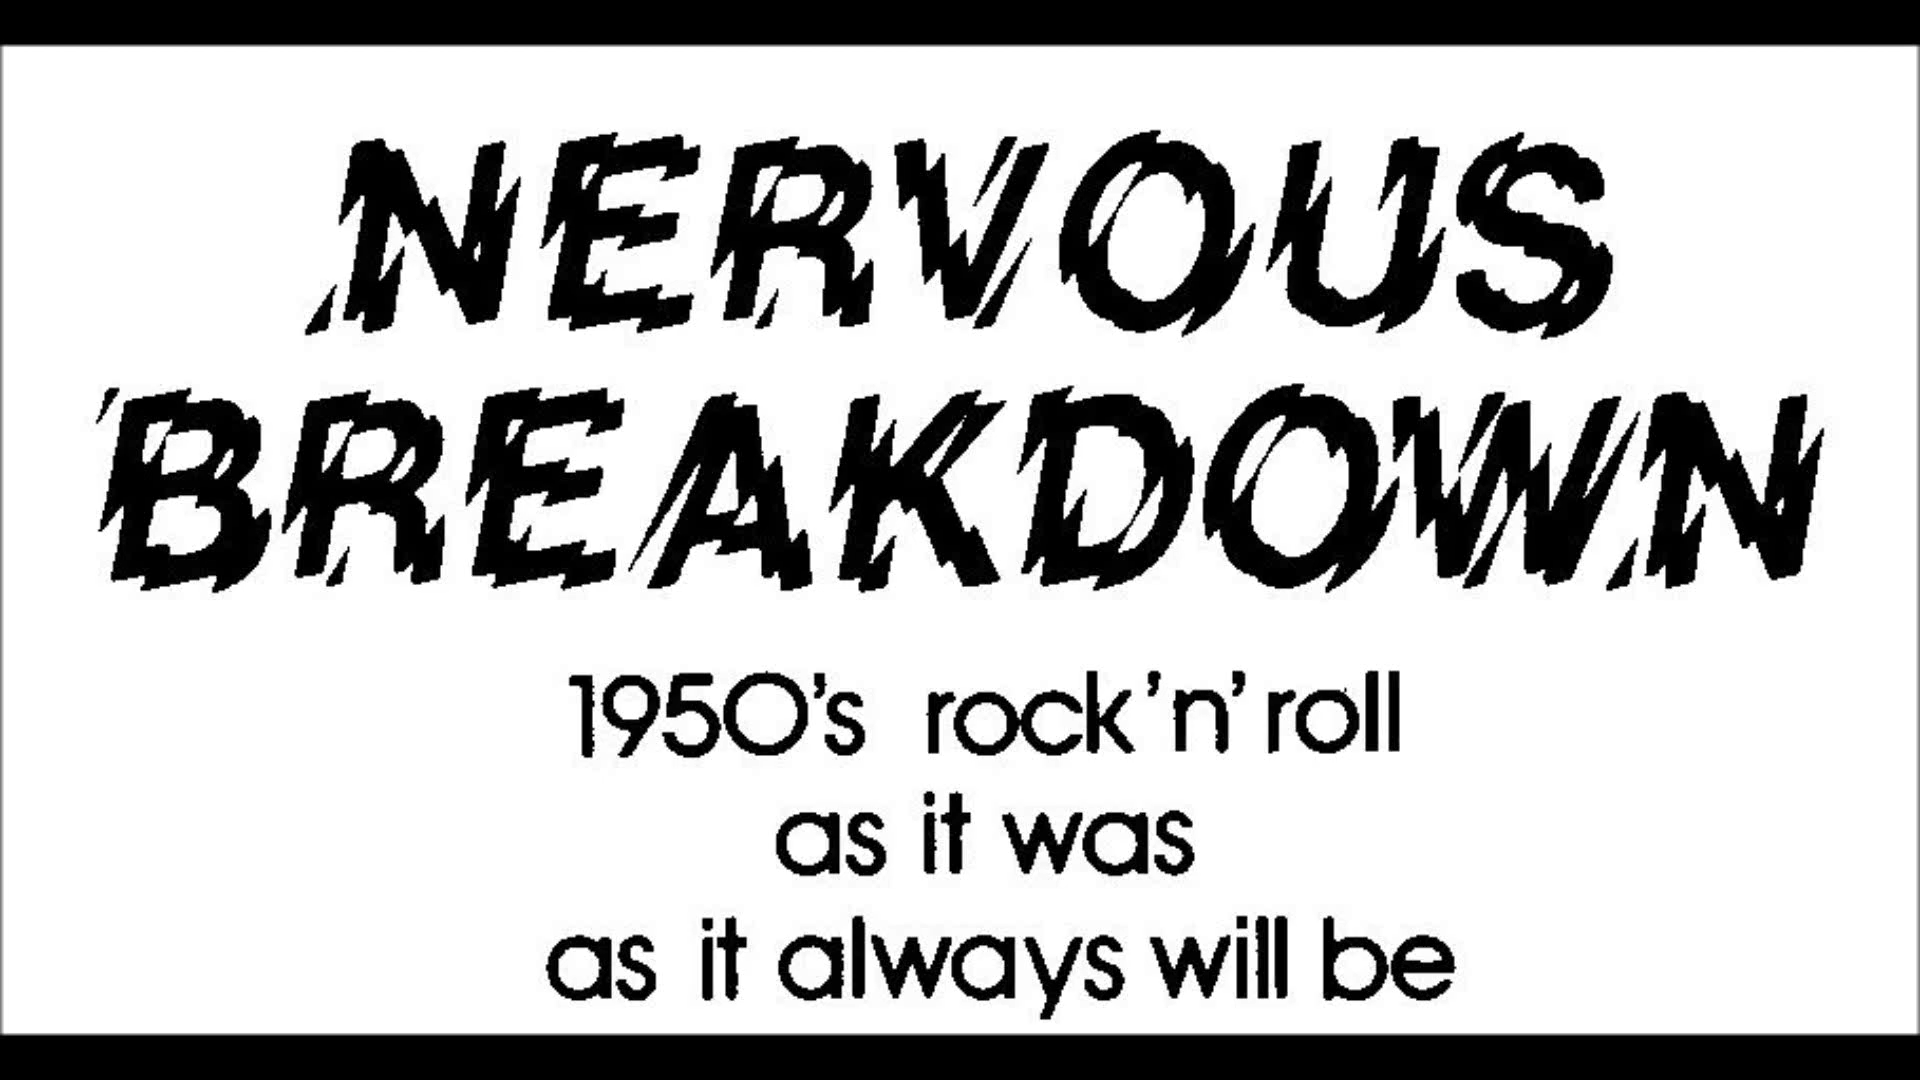 NERVOUS
BREAKDOWN
1950's rock 'n' roll
as it was
as it always will be